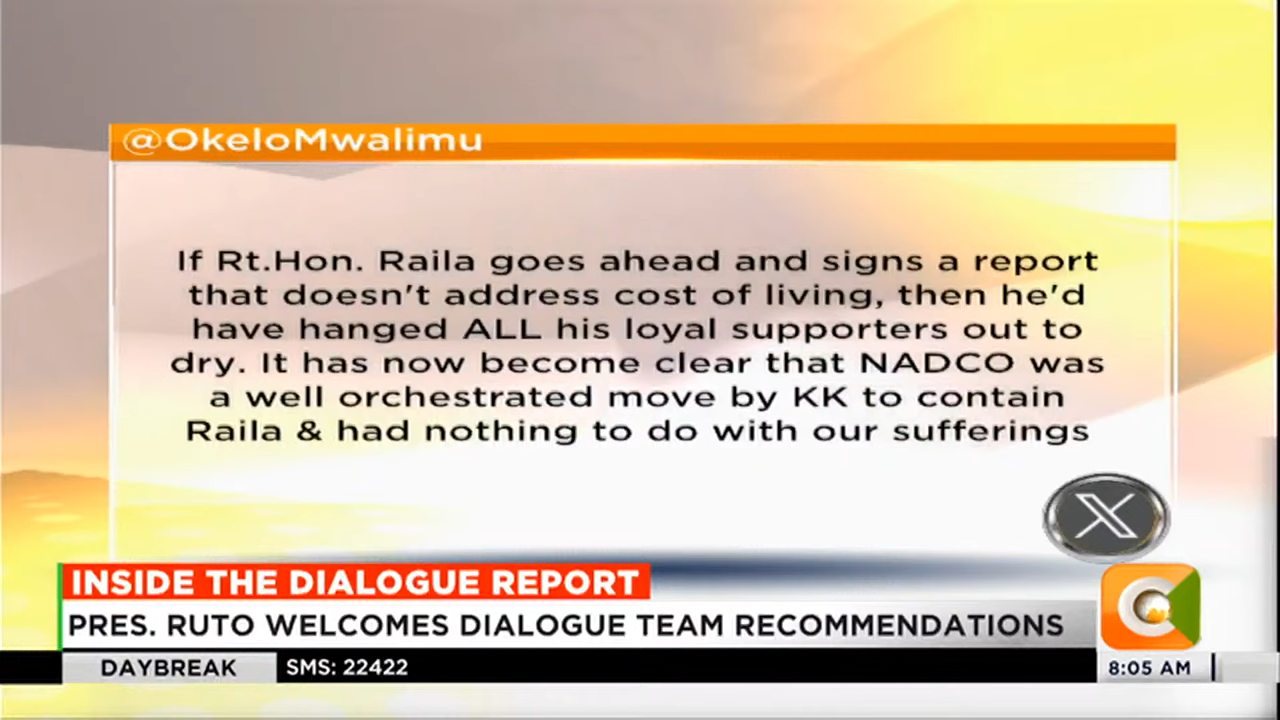 @OkeloMwalimu
If Rt.Hon. Raila goes ahead and signs a report
that doesn't address cost of living, then he'd
have hanged ALL his loyal supporters out to
dry. It has now become clear that NADCO was
a well orchestrated move by KK to contain
Raila & had nothing to do with our sufferings
X
INSIDE THE DIALOGUE REPORT
PRES. RUTO WELCOMES DIALOGUE TEAM RECOMMENDATIONS
DAYBREAK SMS: 22422 8:05 AM